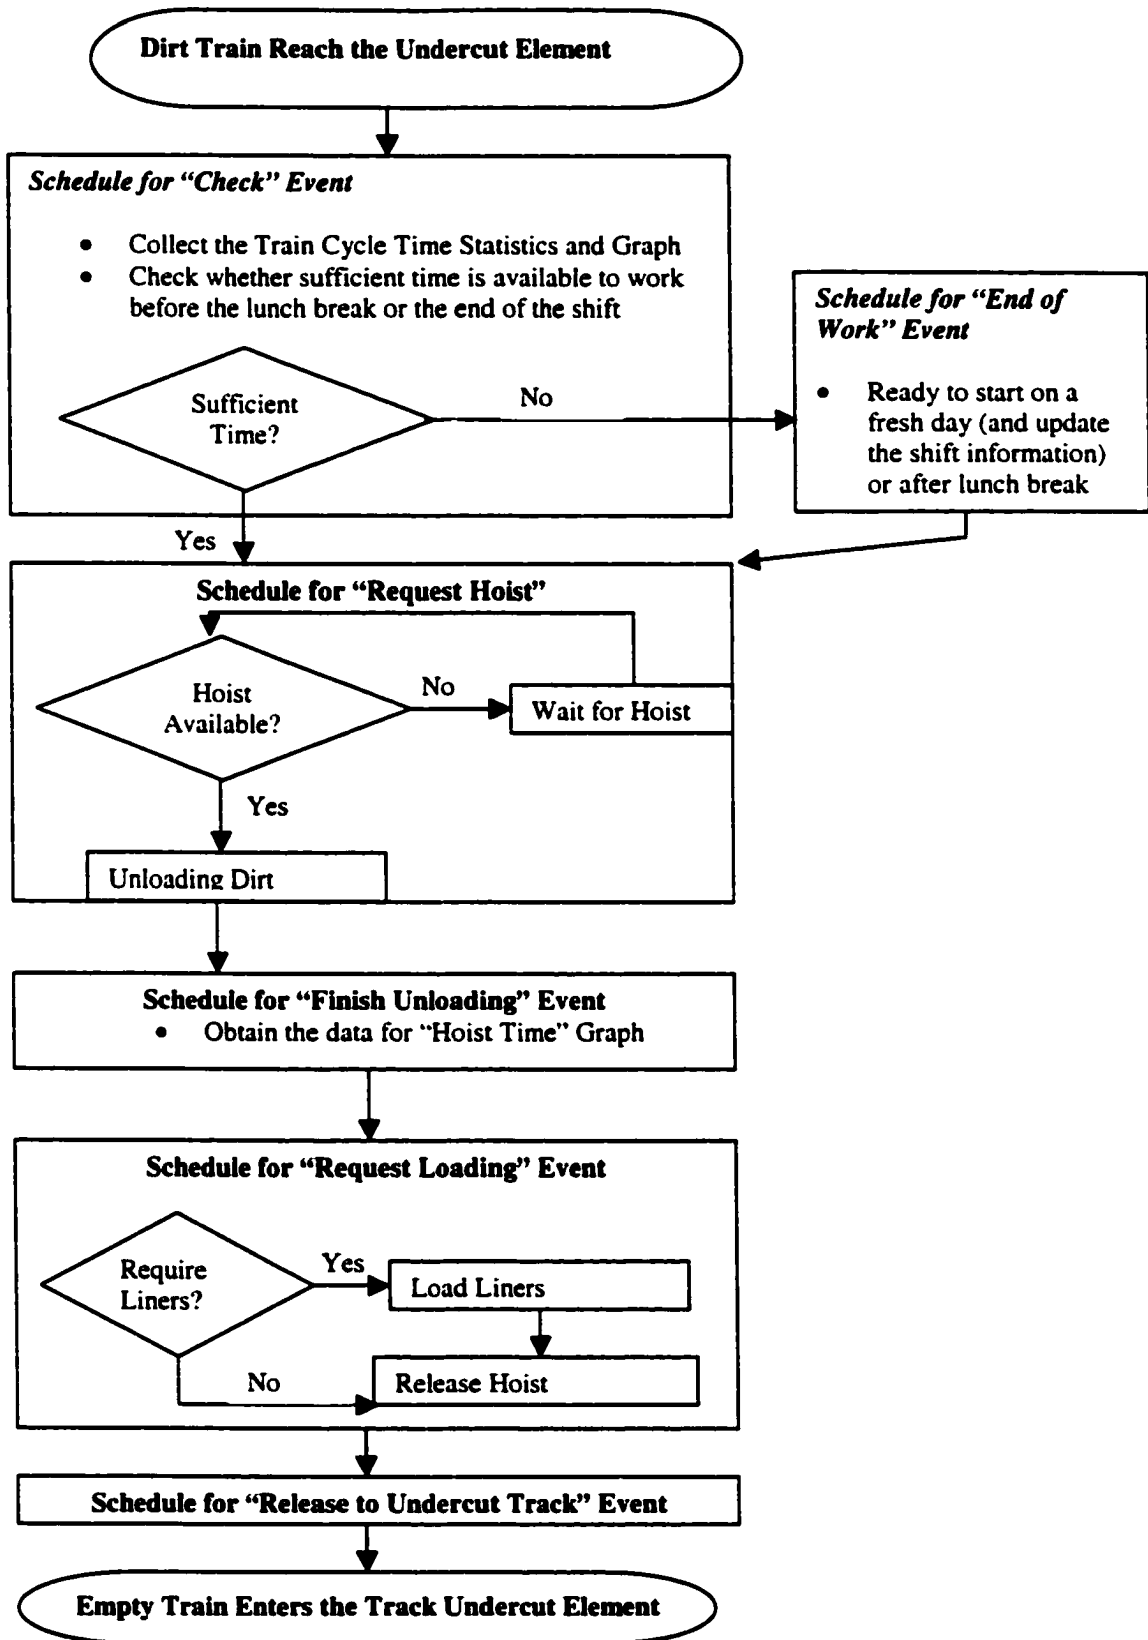 Dirt Train Reach the Undercut Element
Schedule for “Check” Event
• Collect the Train Cycle Time Statistics and Graph
• Check whether sufficient time is available to work
before the lunch break or the end of the shift
Sufficient
Time?
No
Schedule for “End of
Work” Event
• Ready to start on a
fresh day (and update
the shift information)
or after lunch break
Yes
Schedule for “Request Hoist”
Hoist
Available?
No
Wait for Hoist
Yes
Unloading Dirt
Schedule for “Finish Unloading” Event
• Obtain the data for “Hoist Time” Graph
Schedule for “Request Loading” Event
Require
Liners?
Yes
Load Liners
No
Release Hoist
Schedule for “Release to Undercut Track” Event
Empty Train Enters the Track Undercut Element